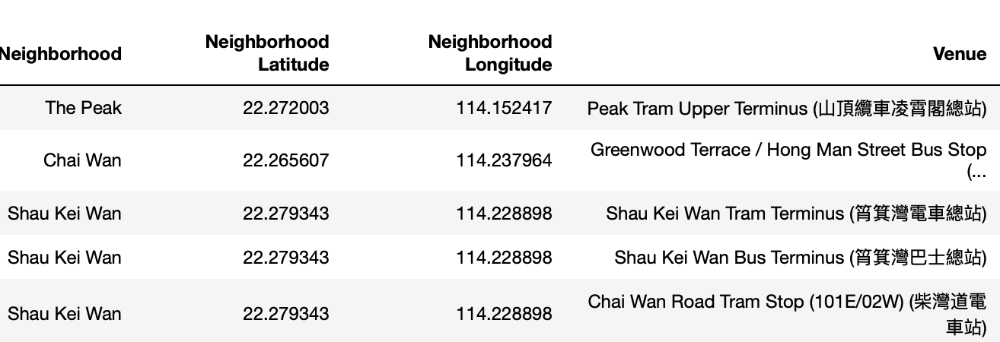 Neighborhood Neighborhood Latitude Neighborhood Longitude Venue
The Peak 22.272003 114.152417 Peak Tram Upper Terminus (山頂纜車凌霄閣總站)
Chai Wan 22.265607 114.237964 Greenwood Terrace / Hong Man Street Bus Stop
(...
Shau Kei Wan 22.279343 114.228898 Shau Kei Wan Tram Terminus (筲箕灣電車總站)
Shau Kei Wan 22.279343 114.228898 Shau Kei Wan Bus Terminus (筲箕灣巴士總站)
Shau Kei Wan 22.279343 114.228898 Chai Wan Road Tram Stop (101E/02W) (柴灣道電
車站)